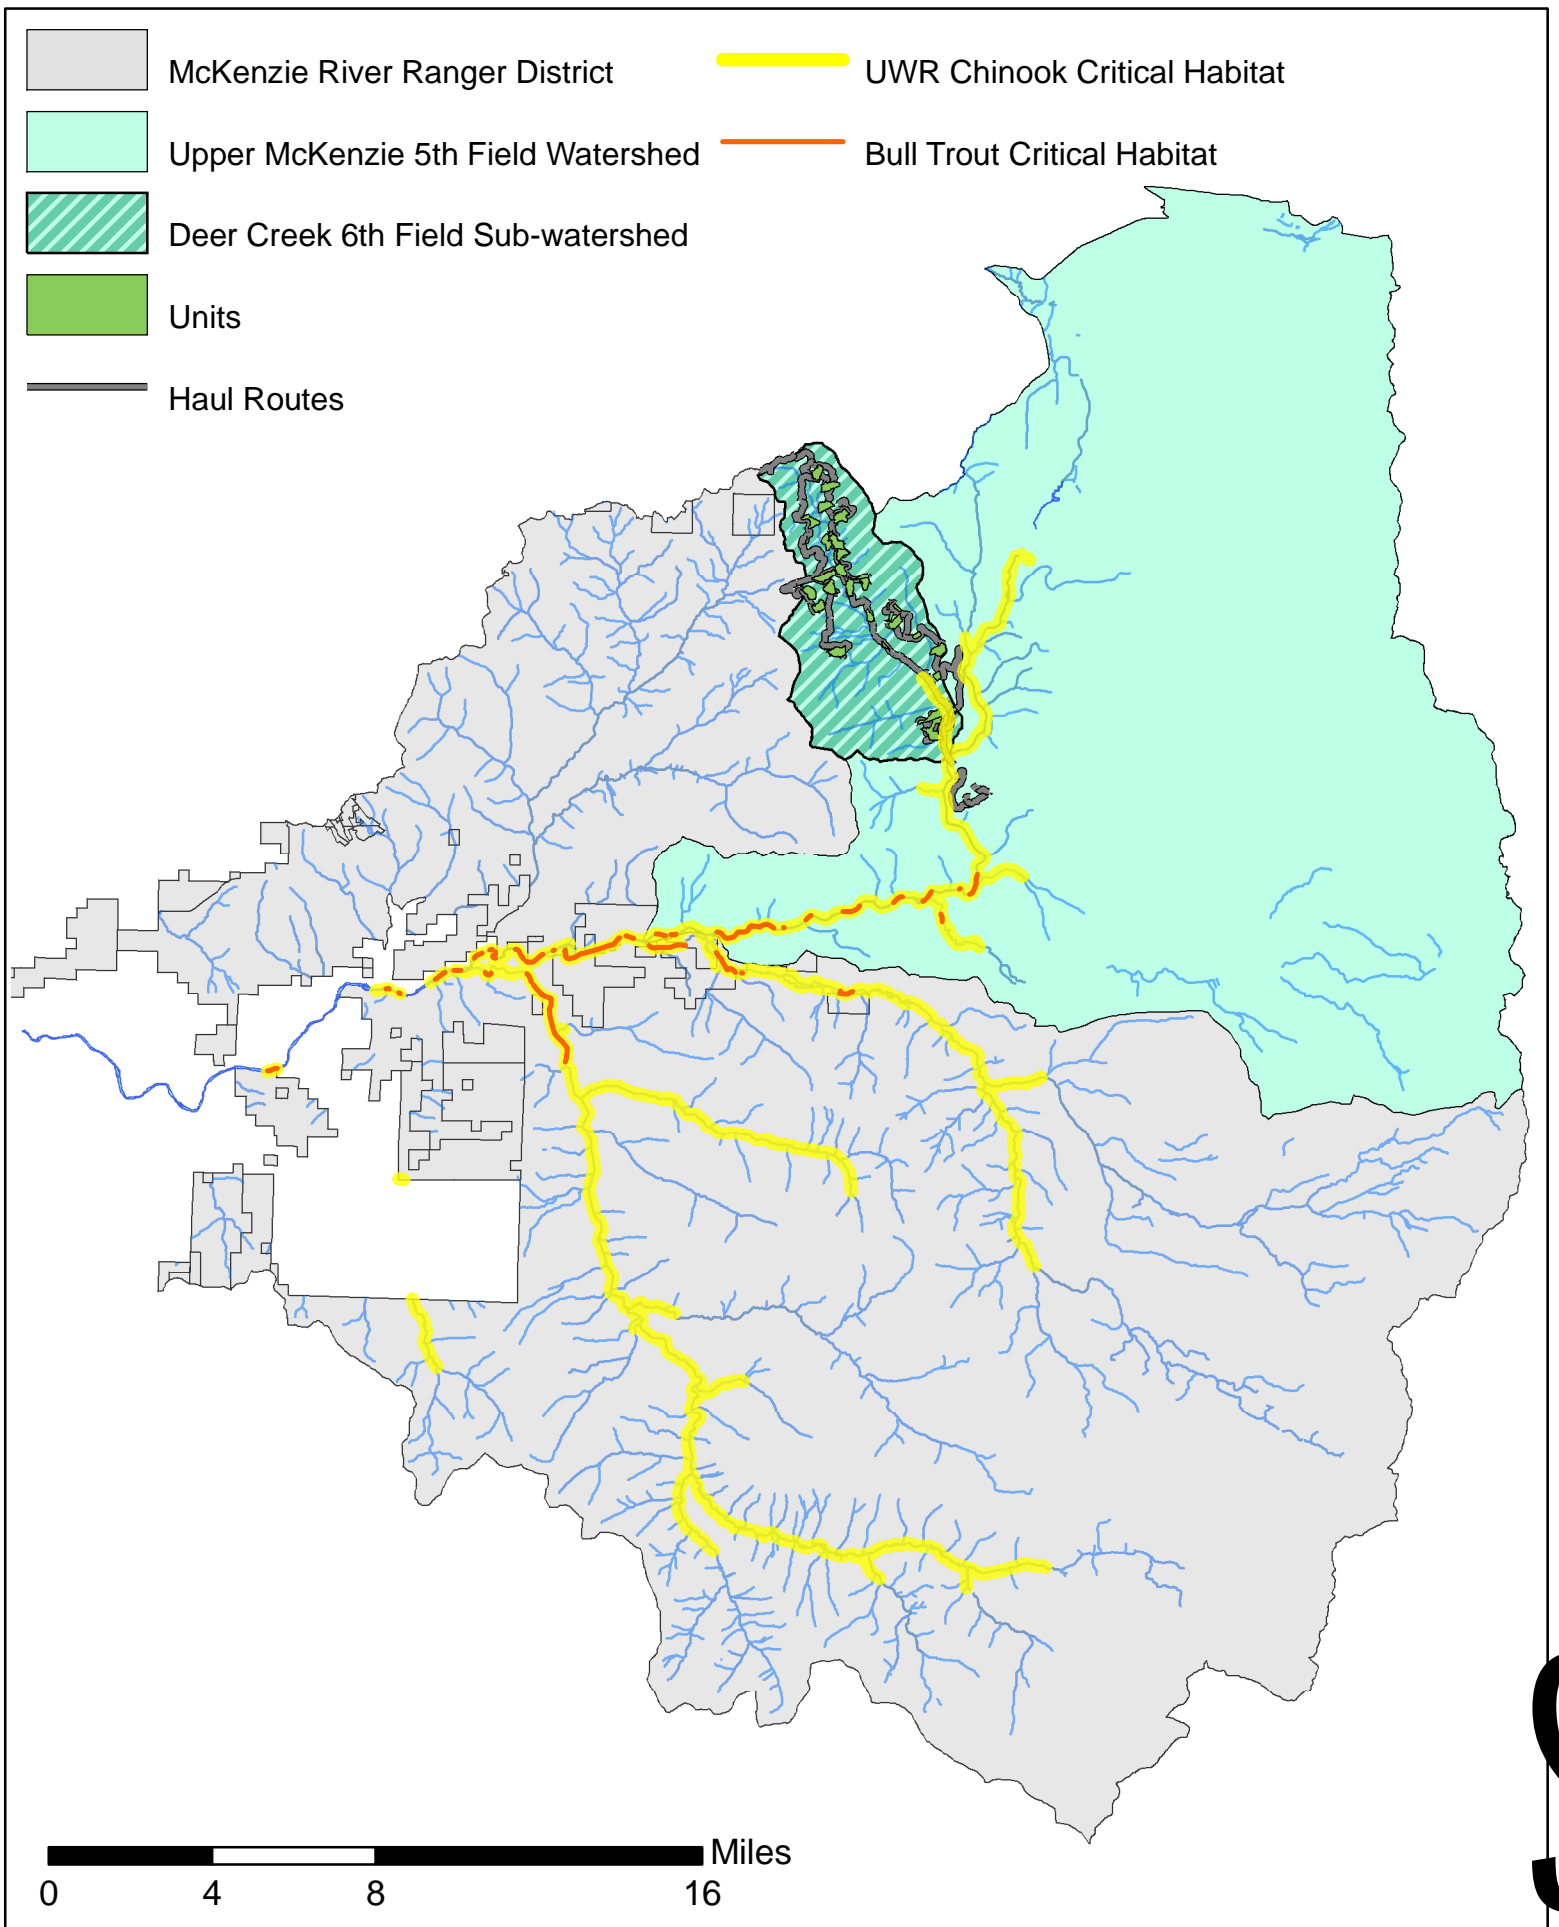 McKenzie River Ranger District
Upper McKenzie 5th Field Watershed
Deer Creek 6th Field Sub-watershed
Units
Haul Routes
UWR Chinook Critical Habitat
Bull Trout Critical Habitat
Miles
0 4 8 16